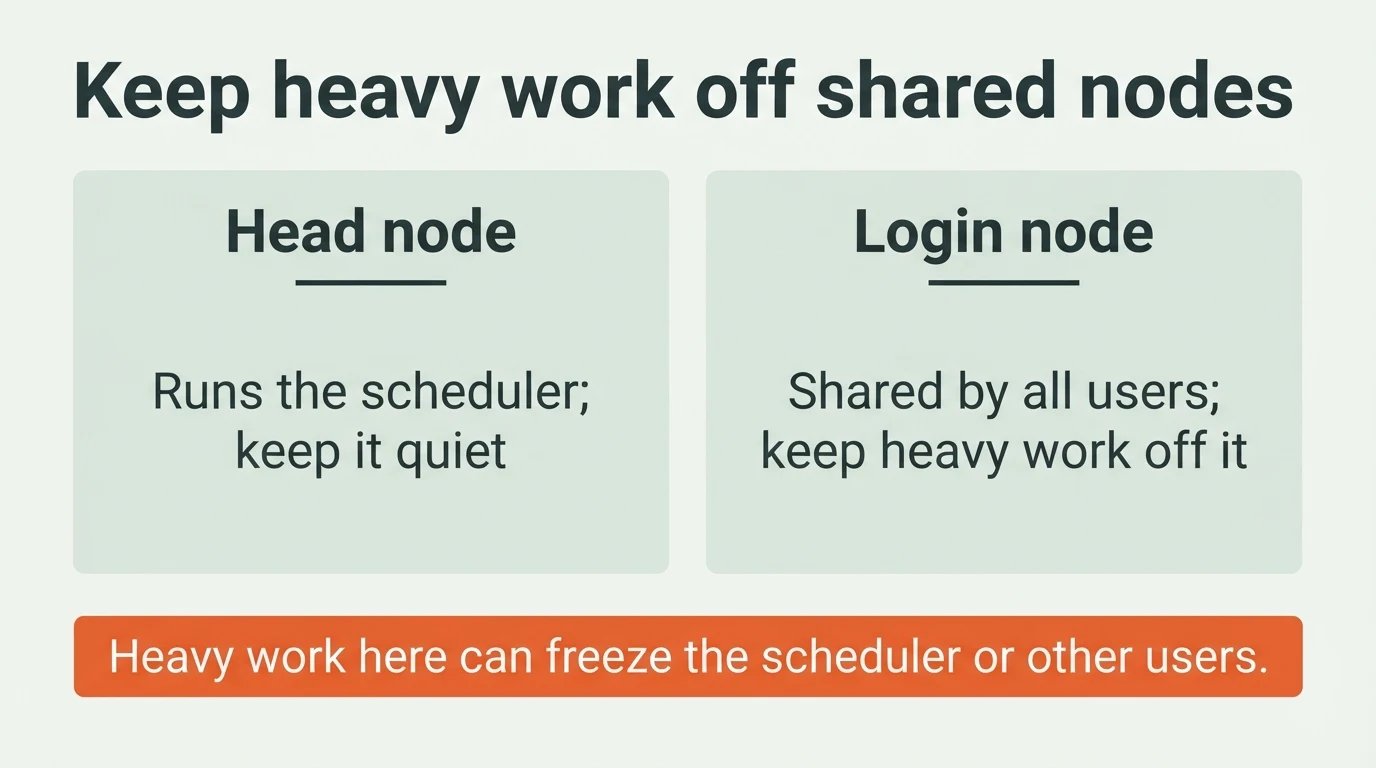 Keep heavy work off shared nodes
Head node
Runs the scheduler;
keep it quiet
Login node
Shared by all users;
keep heavy work off it
Heavy work here can freeze the scheduler or other users.